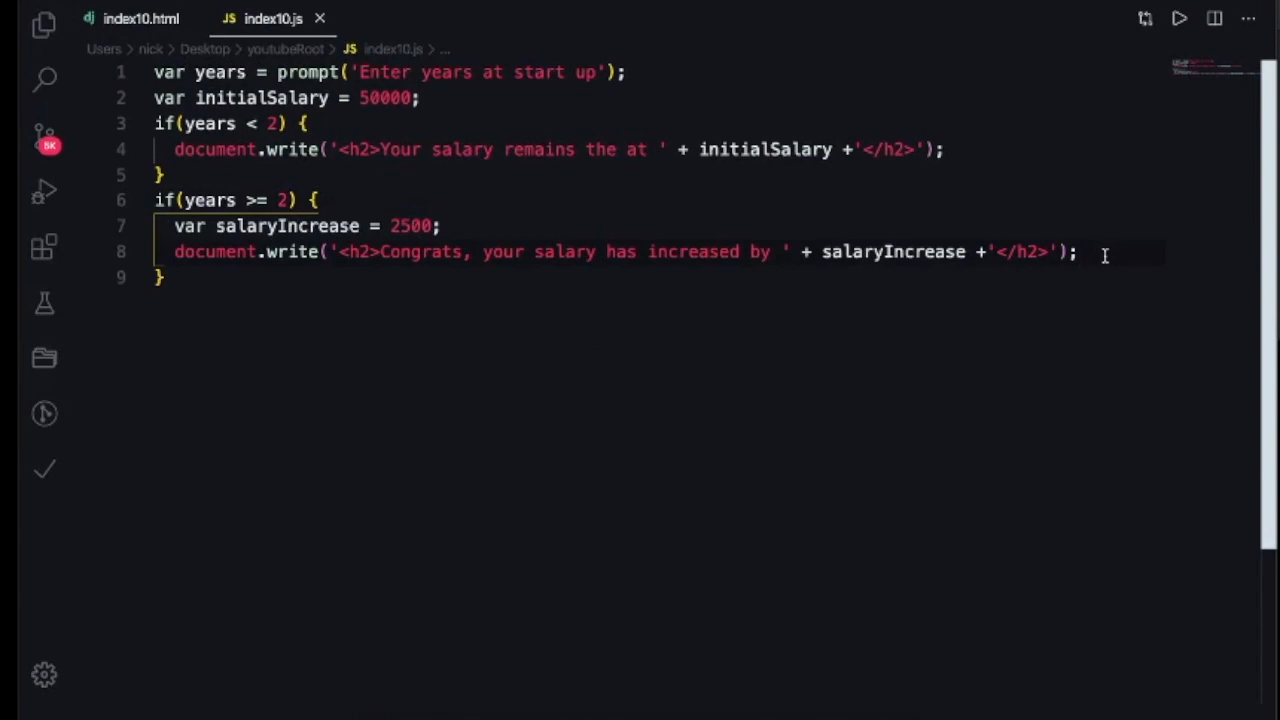 index10.html
JS index10.js
Users > nick > Desktop > youtubeRoot > JS index10.js > ...
1 var years = prompt('Enter years at start up');
2 var initialSalary = 50000;
3 if(years < 2) {
4 document.write('<h2>Your salary remains the at ' + initialSalary +'</h2>');
5 }
6 if(years >= 2) {
7 var salaryIncrease = 2500;
8 document.write('<h2>Congrats, your salary has increased by ' + salaryIncrease +'</h2>');
9 }
5K